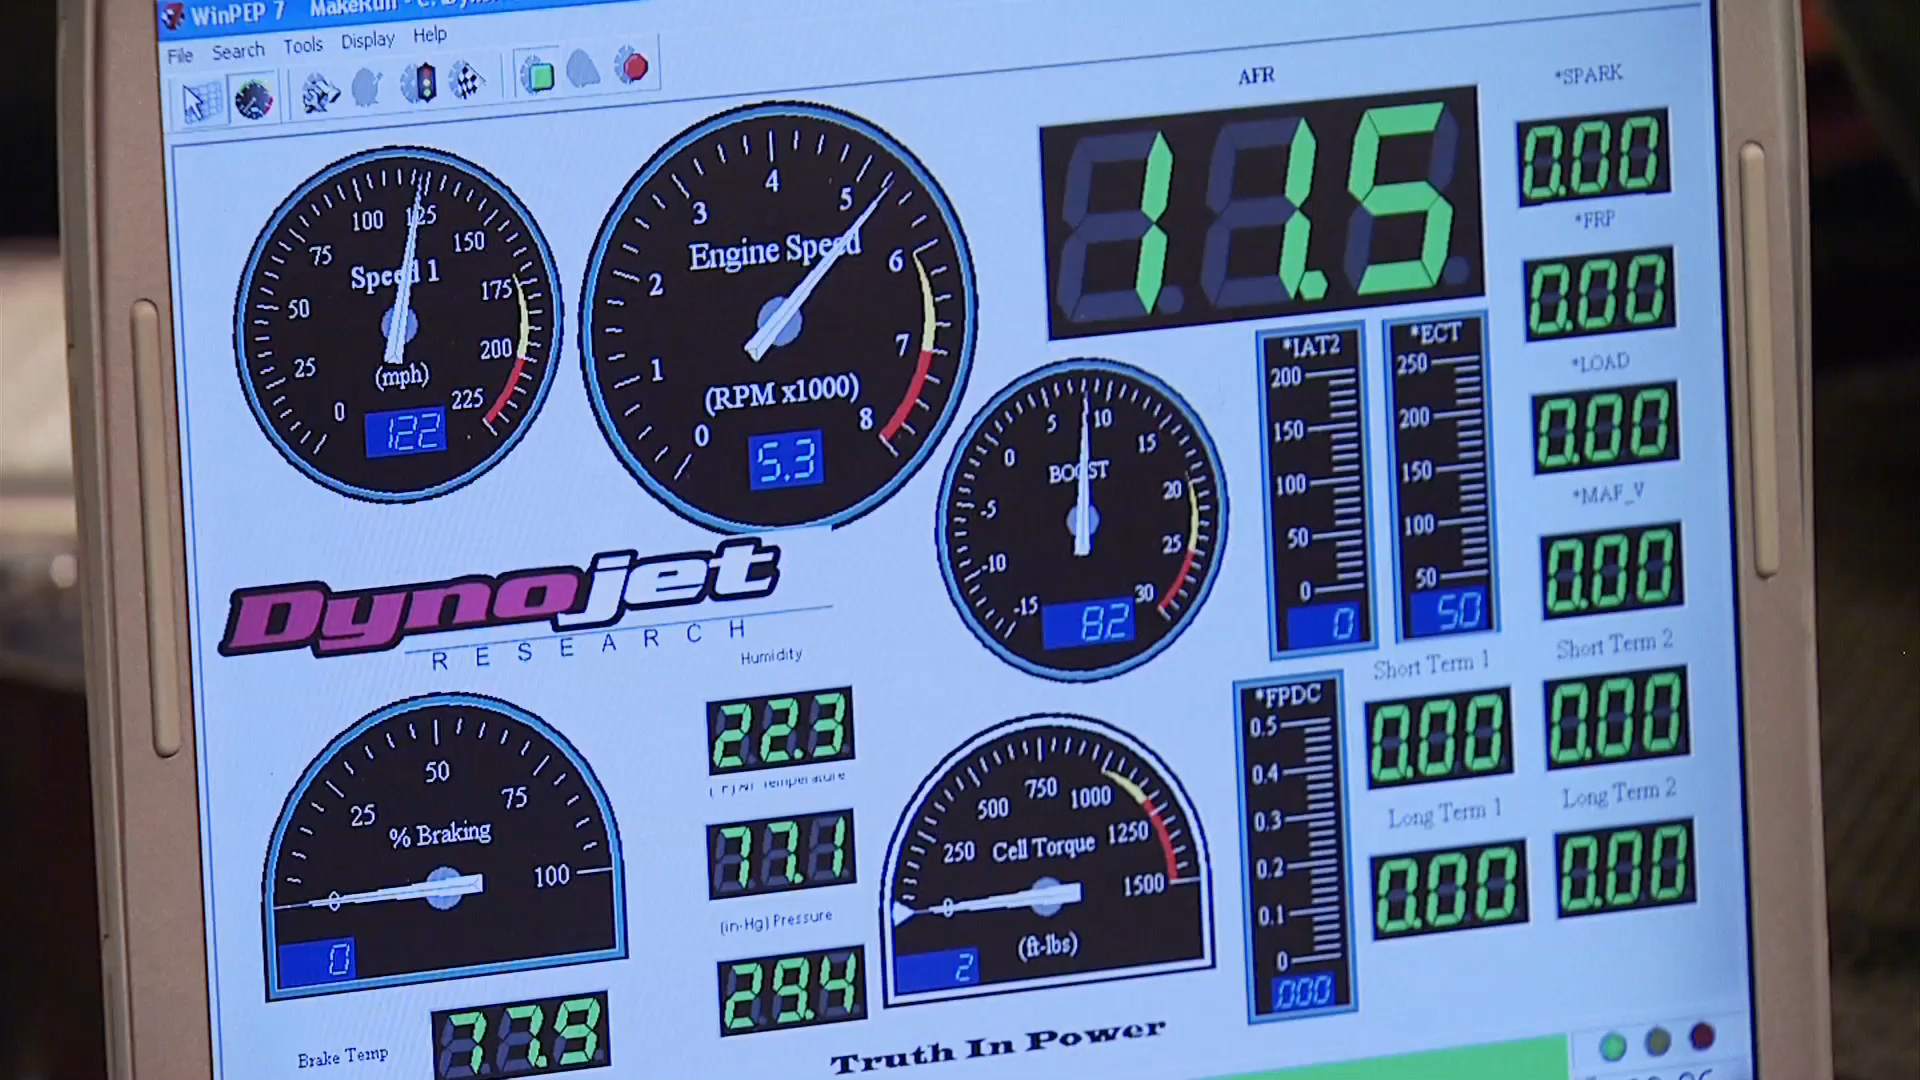 WinPEP 7
File Search Tools Display Help
AFR
11.5
*SPARK
0.00
*FRP
0.00
*LOAD
0.00
*MAF_V
0.00
Short Term 2
0.00
Long Term 2
0.00
0 25 50 75 100 125 150 175 200 225
Speed 1
(mph)
122
0 1 2 3 4 5 6 7 8
Engine Speed
(RPM x1000)
5.3
-15 -10 -5 0 5 10 15 20 25 30
BOOST
82
*IAT2
200
150
100
50
0
0
*ECT
250
200
150
100
50
50
Dynojet
RESEARCH
Humidity
22.3
Temperature
77.1
(in-Hg) Pressure
29.4
0 25 50 75 100
% Braking
0
Brake Temp
77.9
0 250 500 750 1000 1250 1500
Cell Torque
(ft-lbs)
2
*FPDC
0.5
0.4
0.3
0.2
0.1
0
.000
Short Term 1
0.00
Long Term 1
0.00
Truth In Power